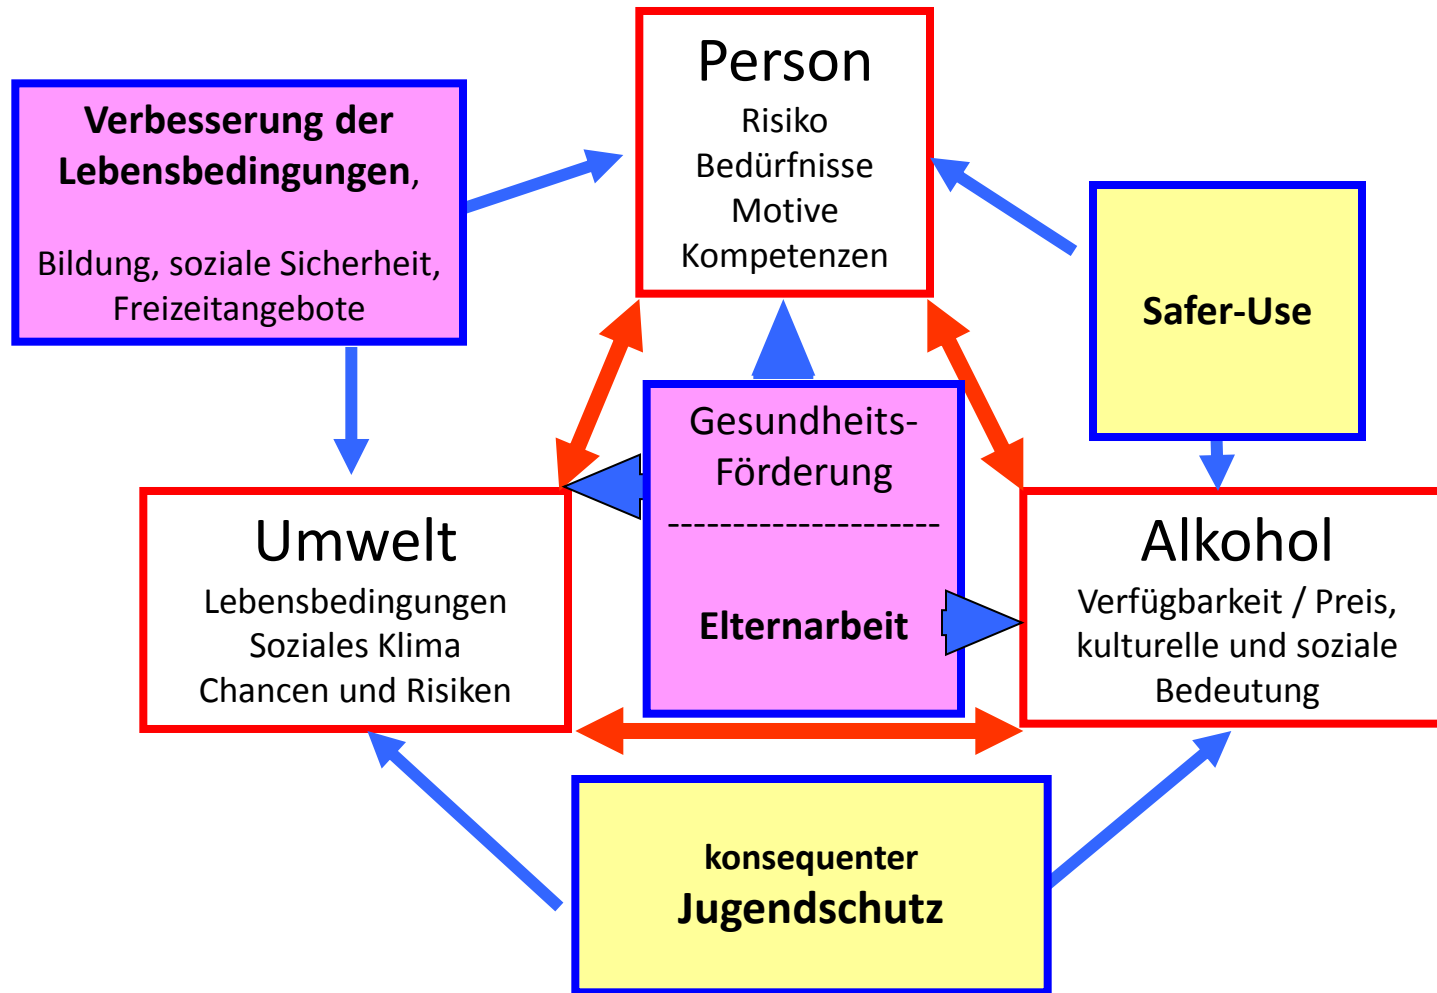 Person
Risiko
Bedürfnisse
Motive
Kompetenzen
Verbesserung der
Lebensbedingungen,
Bildung, soziale Sicherheit,
Freizeitangebote
Safer-Use
Gesundheits-
Förderung
---------------------
Elternarbeit
Umwelt
Lebensbedingungen
Soziales Klima
Chancen und Risiken
Alkohol
Verfügbarkeit / Preis,
kulturelle und soziale
Bedeutung
konsequenter
Jugendschutz